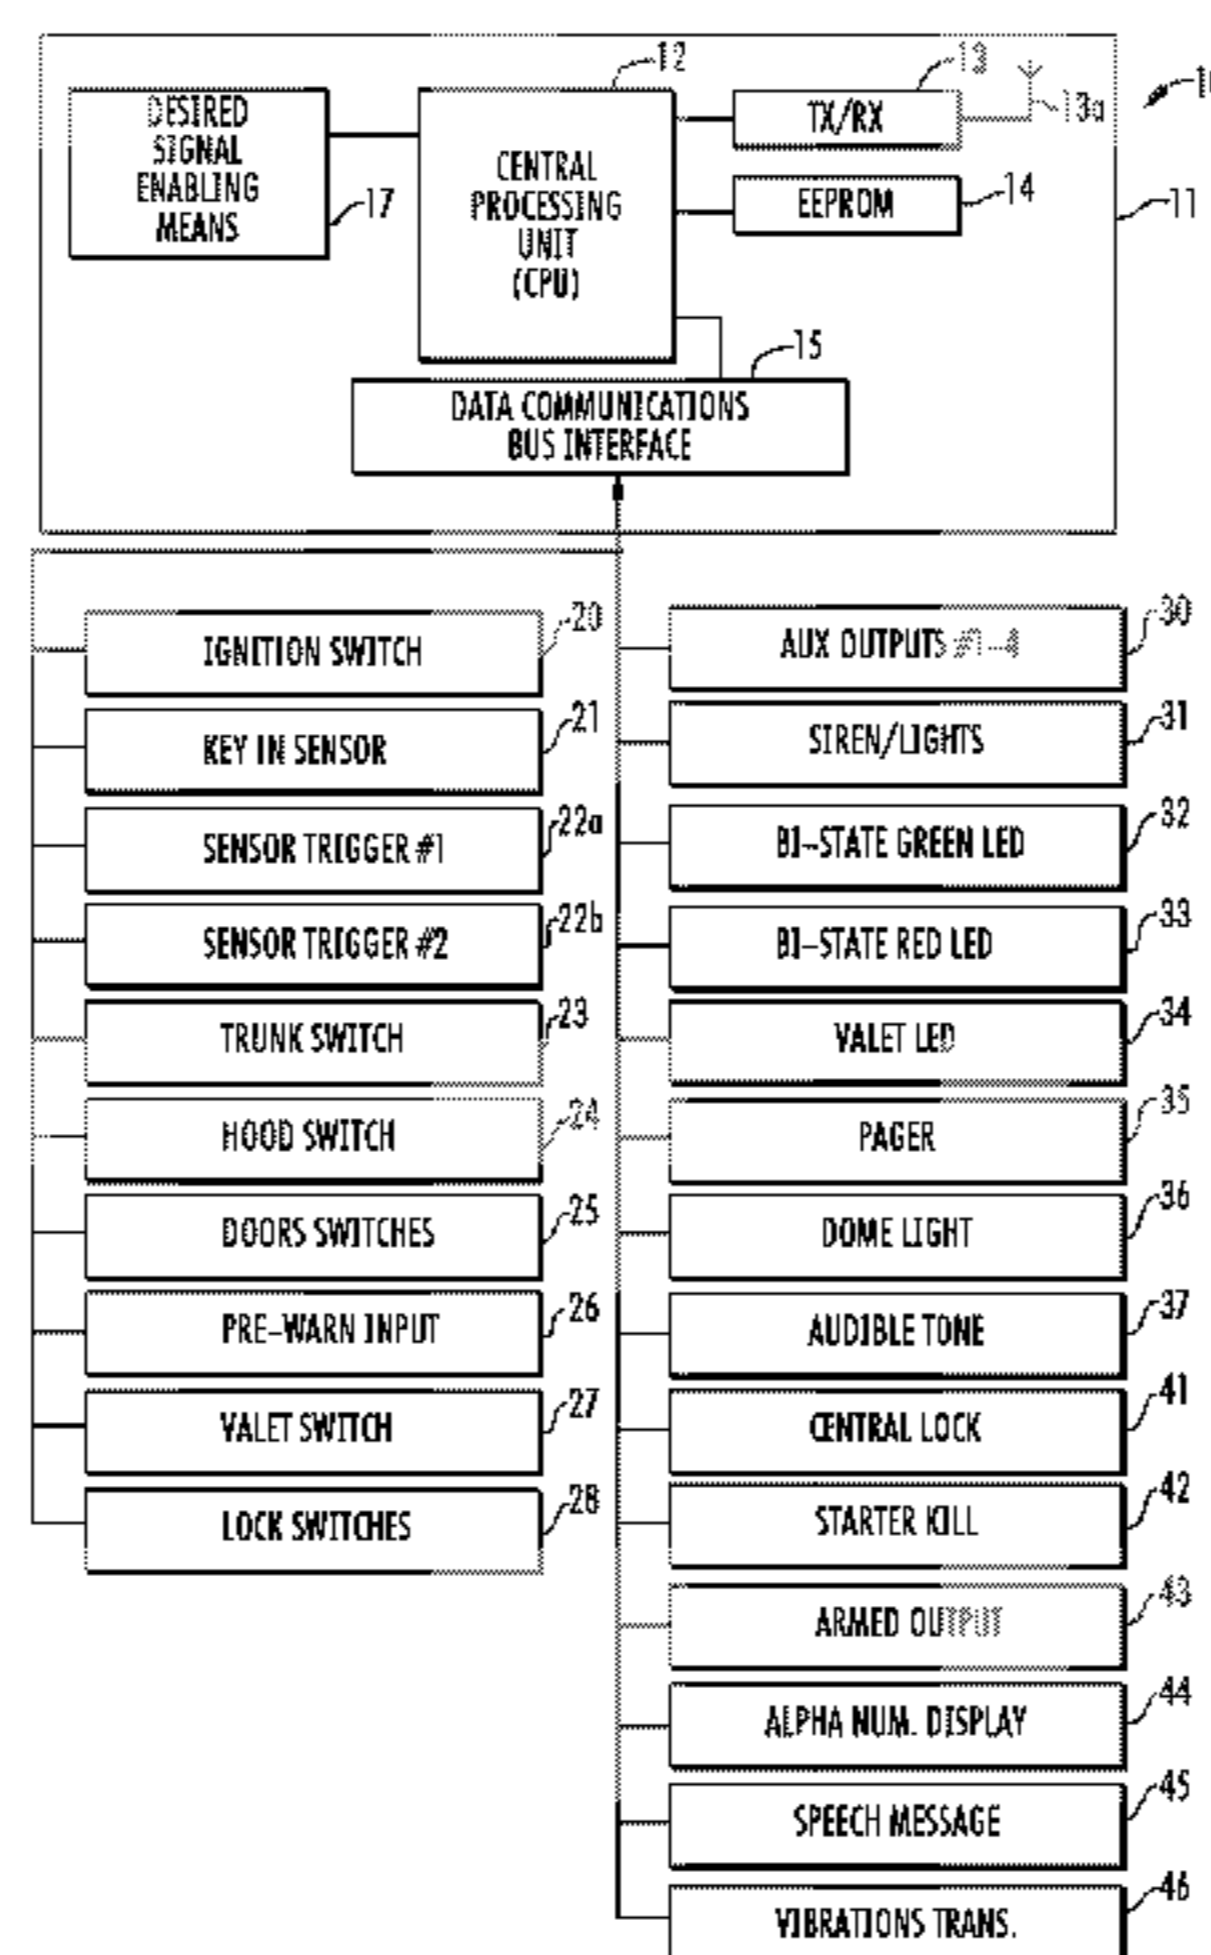 DESIRED
SIGNAL
ENABLING
MEANS
17
CENTRAL
PROCESSING
UNIT
(CPU)
12
TX/RX
13
13a
EEPROM
14
11
15
DATA COMMUNICATIONS
BUS INTERFACE
IGNITION SWITCH
20
KEY IN SENSOR
21
SENSOR TRIGGER #1
22a
SENSOR TRIGGER #2
22b
TRUNK SWITCH
23
HOOD SWITCH
24
DOORS SWITCHES
25
PRE-WARN INPUT
26
VALET SWITCH
27
LOCK SWITCHES
28
AUX OUTPUTS #1-4
30
SIREN/LIGHTS
31
BI-STATE GREEN LED
32
BI-STATE RED LED
33
VALET LED
34
PAGER
35
DOME LIGHT
36
AUDIBLE TONE
37
CENTRAL LOCK
41
STARTER KILL
42
ARMED OUTPUT
43
ALPHA NUM. DISPLAY
44
SPEECH MESSAGE
45
VIBRATIONS TRANS.
46